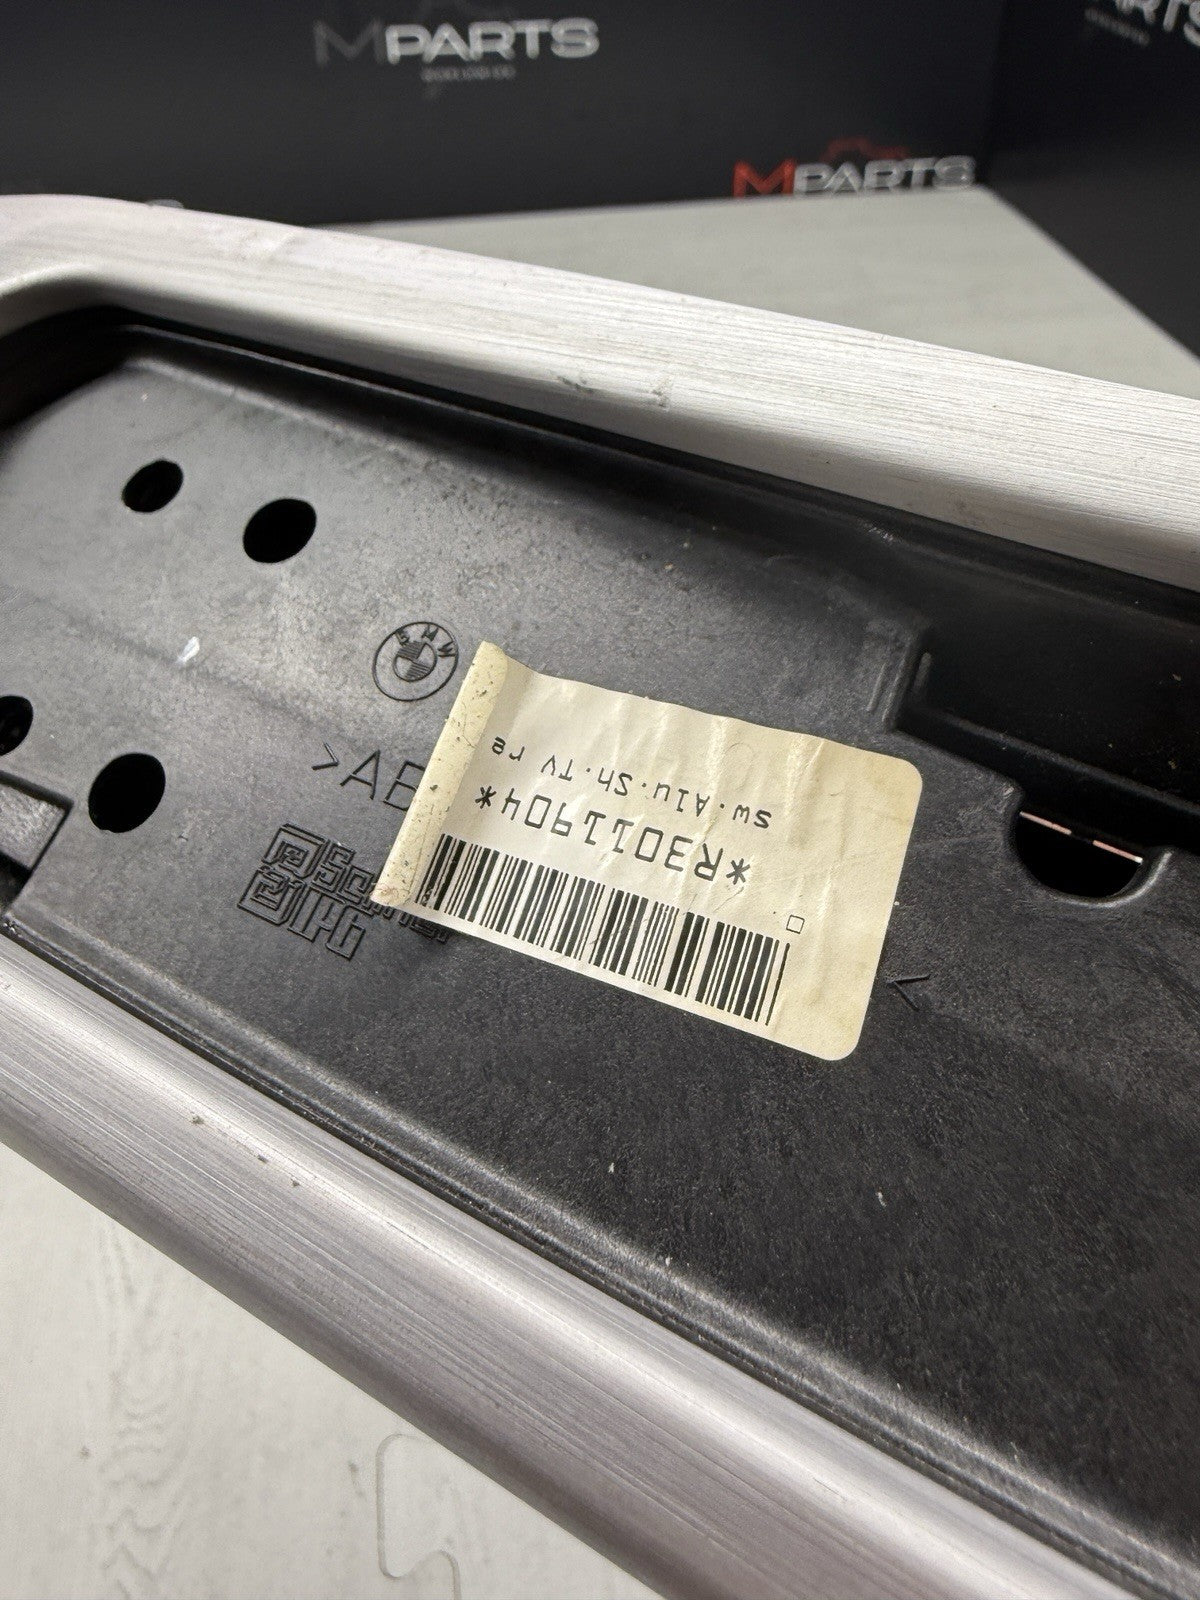 MPARTS
MPARTS
BMW
>AB
sw.Alu.Sh.TV re
*R3011904*
<